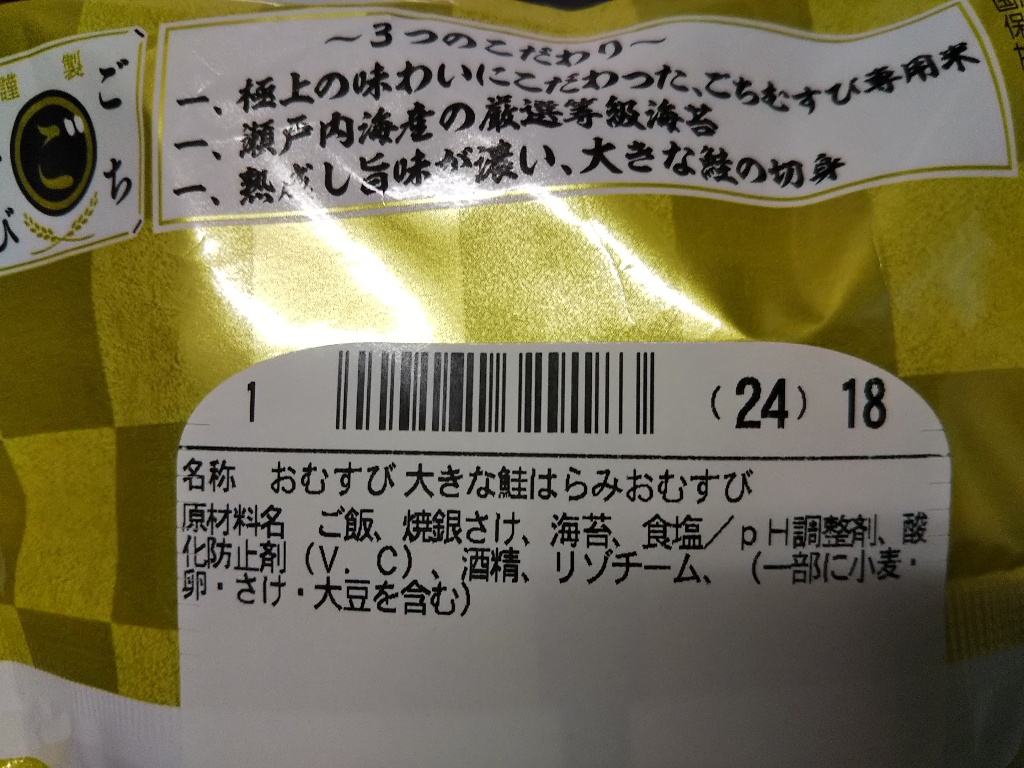 謹製
ごち
ご
び
国
保
~3つのこだわり~
一、極上の味わいにこだわった、ごちむすび専用米
一、瀬戸内海産の厳選等級海苔
一、熟成し旨味が濃い、大きな鮭の切身
1 (24) 18
名称 おむすび 大きな鮭はらみおむすび
原材料名 ご飯、焼銀さけ、海苔、食塩/pH調整剤、酸
化防止剤(V.C)、酒精、リゾチーム、(一部に小麦・
卵・さけ・大豆を含む)